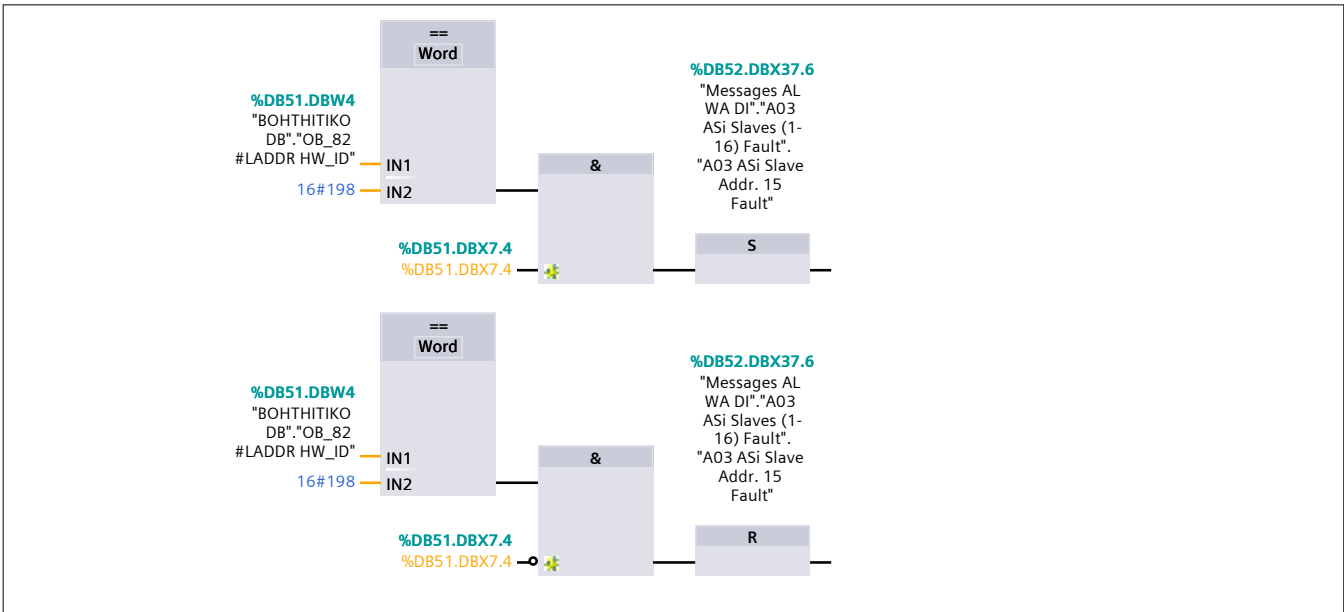 ==
Word
%DB51.DBW4
"BOHTHITIKO
DB"."OB_82
#LADDR HW_ID"
IN1
16#198
IN2
%DB51.DBX7.4
%DB51.DBX7.4
&
%DB52.DBX37.6
"Messages AL
WA DI"."A03
ASi Slaves (1-
16) Fault".
"A03 ASi Slave
Addr. 15
Fault"
S
==
Word
%DB51.DBW4
"BOHTHITIKO
DB"."OB_82
#LADDR HW_ID"
IN1
16#198
IN2
%DB51.DBX7.4
%DB51.DBX7.4
&
%DB52.DBX37.6
"Messages AL
WA DI"."A03
ASi Slaves (1-
16) Fault".
"A03 ASi Slave
Addr. 15
Fault"
R